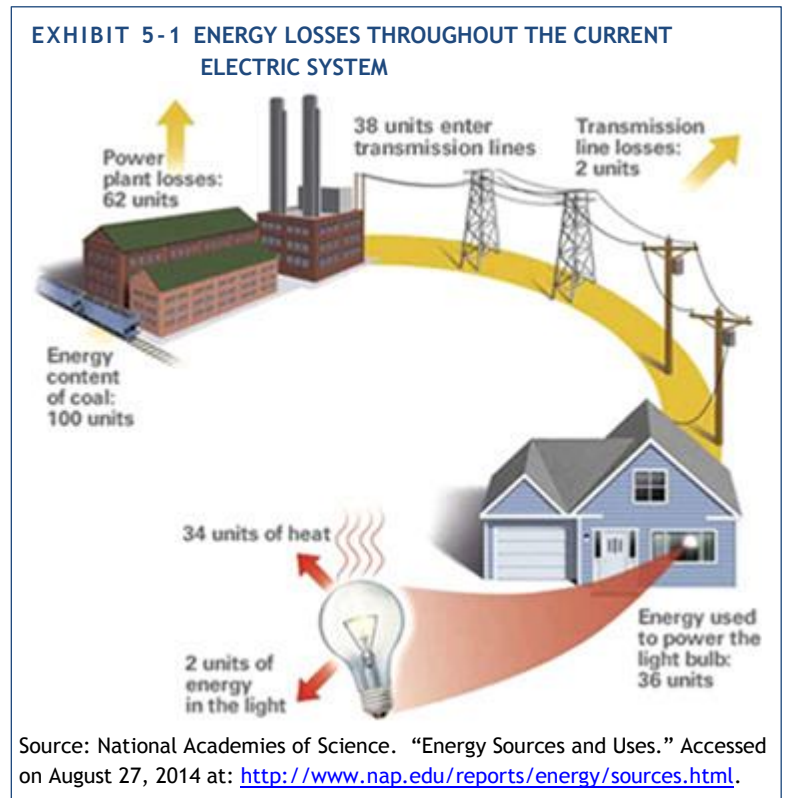 EXHIBIT 5-1 ENERGY LOSSES THROUGHOUT THE CURRENT
ELECTRIC SYSTEM
Power
plant losses:
62 units
38 units enter
transmission lines
Transmission
line losses:
2 units
Energy
content
of coal:
100 units
34 units of heat
2 units of
energy
in the light
Energy used
to power the
light bulb:
36 units
Source: National Academies of Science. “Energy Sources and Uses.” Accessed
on August 27, 2014 at: http://www.nap.edu/reports/energy/sources.html.